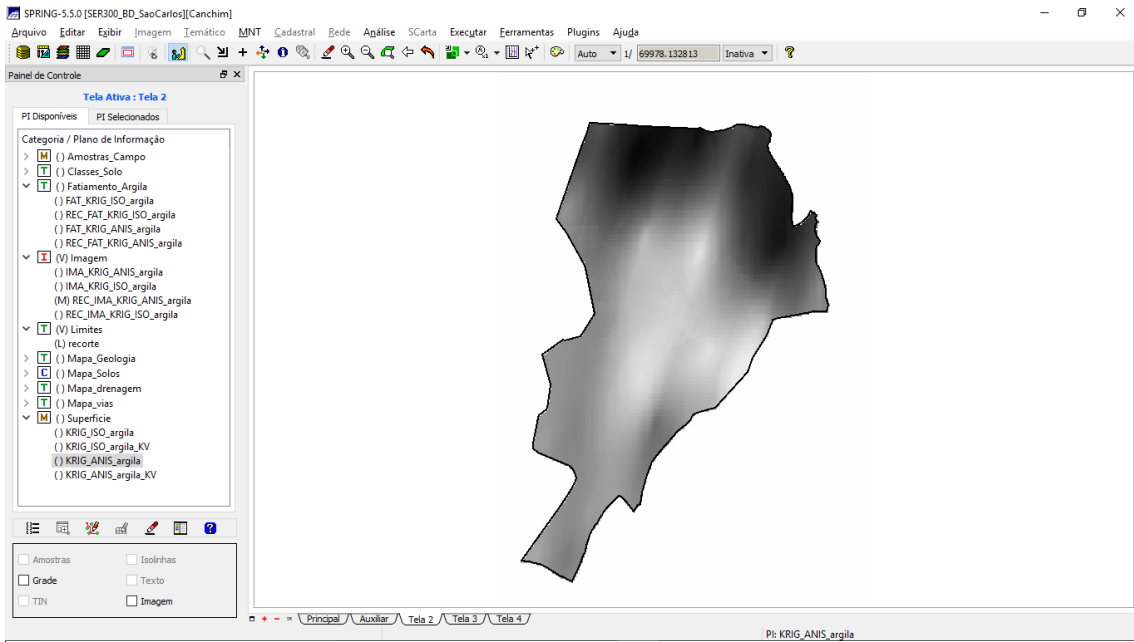 SPRING-5.5.0 [SER300_BD_SaoCarlos][Canchim]
Arquivo Editar Exibir Imagem Temático MNT Cadastral Rede Análise SCarta Executar Ferramentas Plugins Ajuda
Auto 1/ 69978.132813 Inativa
Painel de Controle
Tela Ativa : Tela 2
PI Disponíveis PI Selecionados
Categoria / Plano de Informação
M () Amostras_Campo
T () Classes_Solo
T () Fatiamento_Argila
() FAT_KRIG_ISO_argila
() REC_FAT_KRIG_ISO_argila
() FAT_KRIG_ANIS_argila
() REC_FAT_KRIG_ANIS_argila
I (V) Imagem
() IMA_KRIG_ANIS_argila
() IMA_KRIG_ISO_argila
(M) REC_IMA_KRIG_ANIS_argila
() REC_IMA_KRIG_ISO_argila
T (V) Limites
(L) recorte
T () Mapa_Geologia
C () Mapa_Solos
T () Mapa_drenagem
T () Mapa_vias
M () Superficie
() KRIG_ISO_argila
() KRIG_ISO_argila_KV
() KRIG_ANIS_argila
() KRIG_ANIS_argila_KV
Amostras Isolinhas
Grade Texto
TIN Imagem
Principal Auxiliar Tela 2 Tela 3 Tela 4
PI: KRIG_ANIS_argila